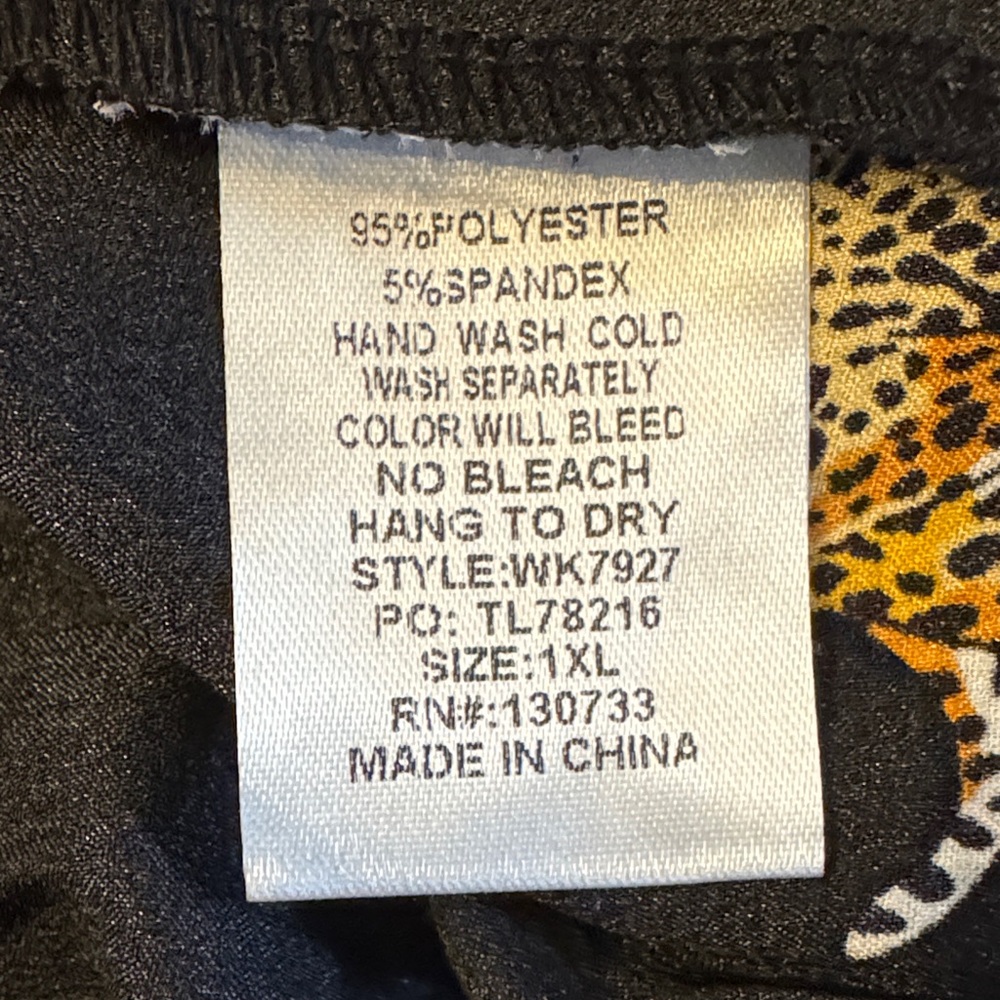 95%POLYESTER
5%SPANDEX
HAND WASH COLD
WASH SEPARATELY
COLOR WILL BLEED
NO BLEACH
HANG TO DRY
STYLE:WK7927
PO: TL78216
SIZE:1XL
RN#:130733
MADE IN CHINA